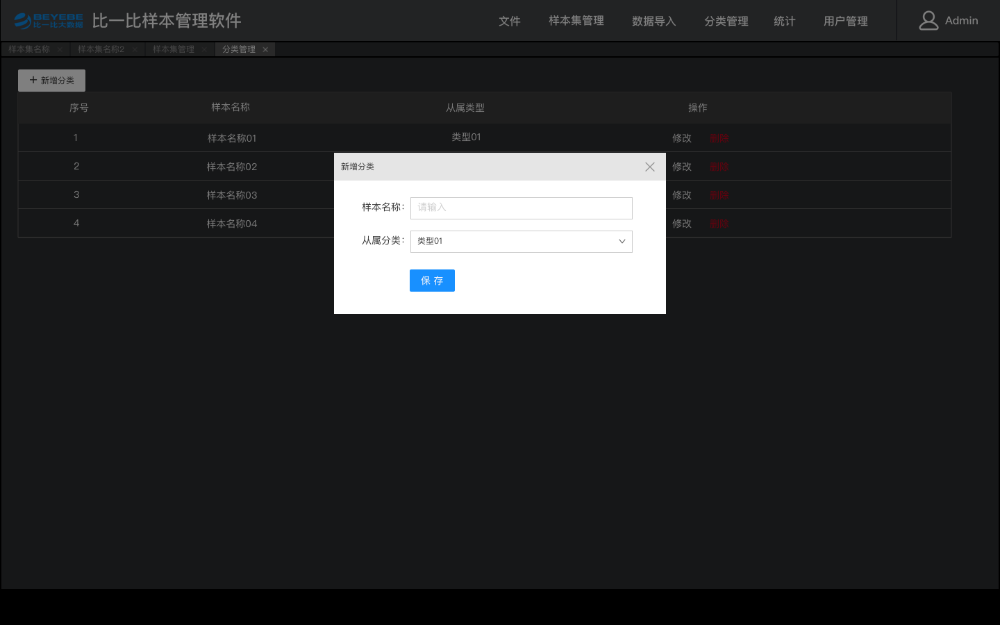 BEYEBE
比一比大数据
比一比样本管理软件
文件 样本集管理 数据导入 分类管理 统计 用户管理 Admin
样本集名称 样本集名称2 样本集管理 分类管理
新增分类
序号 样本名称 从属类型 操作
1 样本名称01 类型01 修改 删除
2 样本名称02 修改 删除
3 样本名称03 修改 删除
4 样本名称04 修改 删除
新增分类
样本名称: 请输入
从属分类: 类型01
保 存